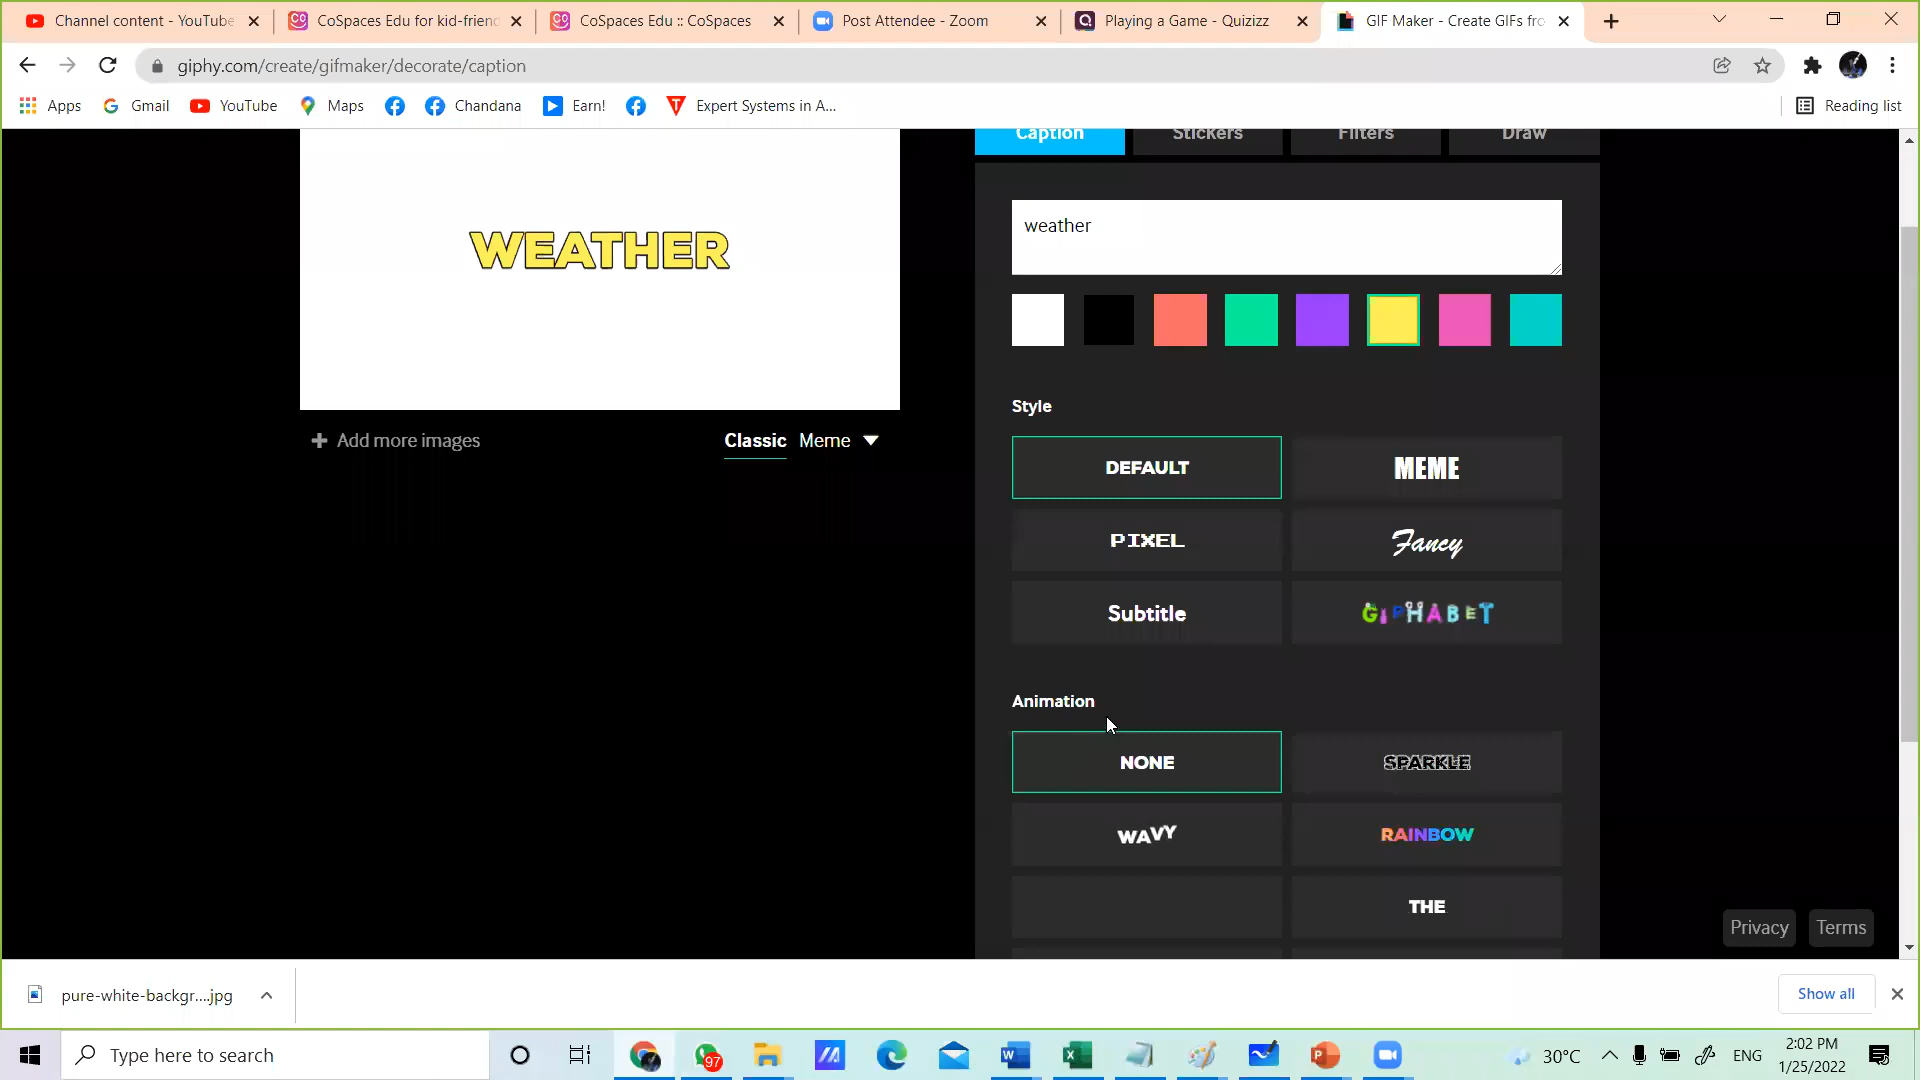 Channel content - YouTube
CoSpaces Edu for kid-friend
CoSpaces Edu :: CoSpaces
Post Attendee - Zoom
Playing a Game - Quizizz
GIF Maker - Create GIFs fro
giphy.com/create/gifmaker/decorate/caption
Apps
Gmail
YouTube
Maps
Chandana
Earn!
Expert Systems in A...
Reading list
Caption
Stickers
Filters
Draw
weather
WEATHER
Style
Add more images
Classic
Meme
DEFAULT
MEME
PIXEL
Fancy
Subtitle
GIPHABET
Animation
NONE
SPARKLE
WAVY
RAINBOW
THE
Privacy
Terms
pure-white-backgr....jpg
Show all
Type here to search
97
30°C
ENG
2:02 PM
1/25/2022